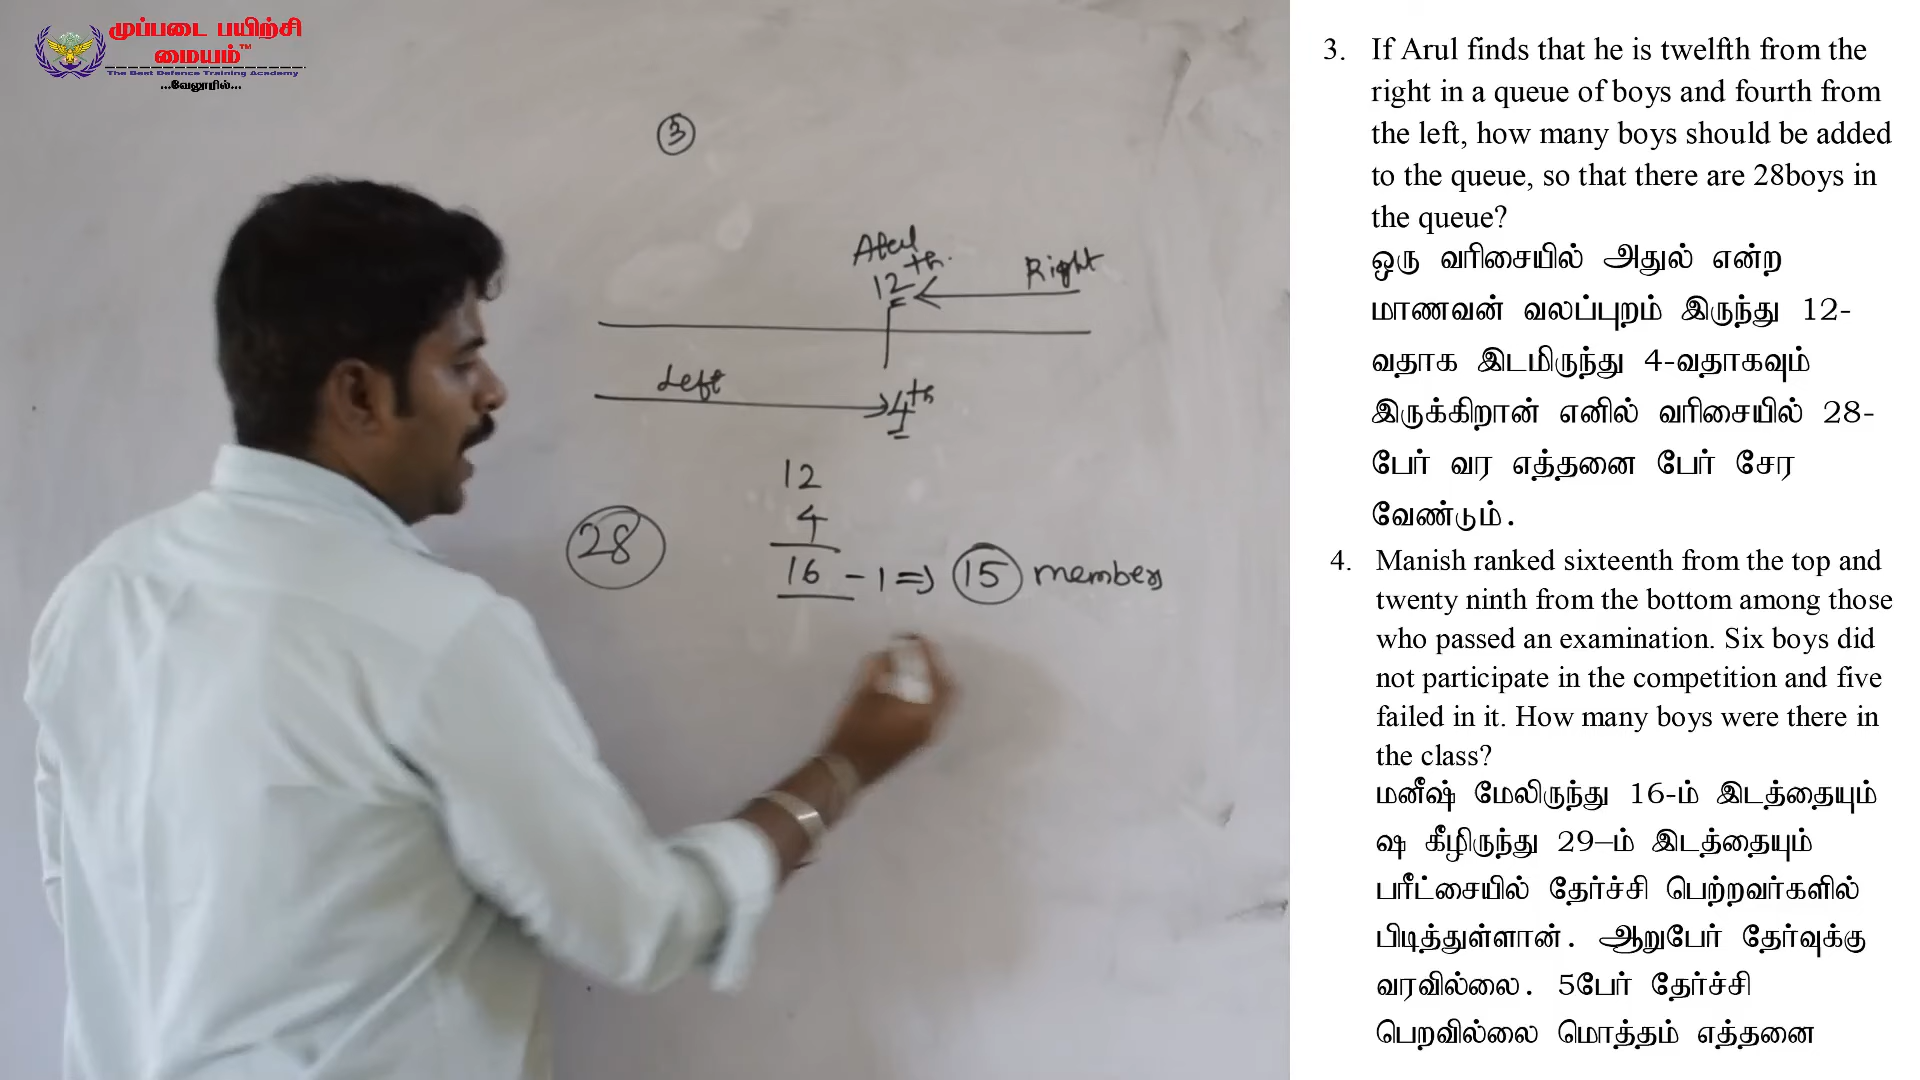 முப்படை பயிற்சி
மையம்™
The Best Defence Training Academy
...வேலூரில்...
3
Atul
12th.
Right
Left
4th
12
4
28
16 - 1 => 15 members
3. If Arul finds that he is twelfth from the
right in a queue of boys and fourth from
the left, how many boys should be added
to the queue, so that there are 28boys in
the queue?
ஒரு வரிசையில் அதுல் என்ற
மாணவன் வலப்புறம் இருந்து 12-
வதாக இடமிருந்து 4-வதாகவும்
இருக்கிறான் எனில் வரிசையில் 28-
பேர் வர எத்தனை பேர் சேர
வேண்டும்.
4. Manish ranked sixteenth from the top and
twenty ninth from the bottom among those
who passed an examination. Six boys did
not participate in the competition and five
failed in it. How many boys were there in
the class?
மனீஷ் மேலிருந்து 16-ம் இடத்தையும்
ஷ கீழிருந்து 29–ம் இடத்தையும்
பரீட்சையில் தேர்ச்சி பெற்றவர்களில்
பிடித்துள்ளான். ஆறுபேர் தேர்வுக்கு
வரவில்லை. 5பேர் தேர்ச்சி
பெறவில்லை மொத்தம் எத்தனை